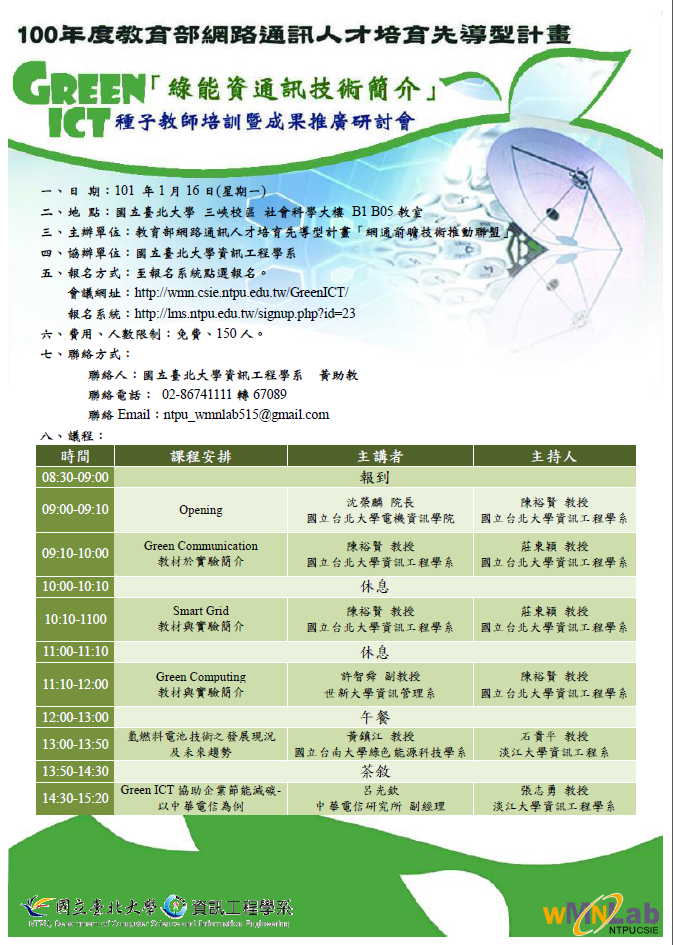 100年度教育部網路通訊人才培育先導型計畫
GREEN ICT
「綠能資通訊技術簡介」
種子教師培訓暨成果推廣研討會
一、日 期：101 年 1 月 16 日(星期一)
二、地 點：國立臺北大學 三峽校區 社會科學大樓 B1 B05 教室
三、主辦單位：教育部網路通訊人才培育先導型計畫「網通前瞻技術推動聯盟」
四、協辦單位：國立臺北大學資訊工程學系
五、報名方式：至報名系統點選報名。
會議網址：http://wmn.csie.ntpu.edu.tw/GreenICT/
報名系統：http://lms.ntpu.edu.tw/signup.php?id=23
六、費用、人數限制：免費、150 人。
七、聯絡方式：
聯絡人：國立臺北大學資訊工程學系 黃助教
聯絡電話： 02-86741111 轉 67089
聯絡 Email：ntpu_wmnlab515@gmail.com
八、議程：
時間 課程安排 主講者 主持人
08:30-09:00 報到
09:00-09:10 Opening 沈榮麟 院長 國立台北大學電機資訊學院 陳裕賢 教授 國立台北大學資訊工程學系
09:10-10:00 Green Communication 教材於實驗簡介 陳裕賢 教授 國立台北大學資訊工程學系 莊東穎 教授 國立台北大學資訊工程學系
10:00-10:10 休息
10:10-1100 Smart Grid 教材與實驗簡介 陳裕賢 教授 國立台北大學資訊工程學系 莊東穎 教授 國立台北大學資訊工程學系
11:00-11:10 休息
11:10-12:00 Green Computing 教材與實驗簡介 許智舜 副教授 世新大學資訊管理系 陳裕賢 教授 國立台北大學資訊工程學系
12:00-13:00 午餐
13:00-13:50 氫燃料電池技術之發展現況及未來趨勢 黃鎮江 教授 國立台南大學綠色能源科技學系 石貴平 教授 淡江大學資訊工程系
13:50-14:30 茶敘
14:30-15:20 Green ICT 協助企業節能減碳-以中華電信為例 呂光欽 中華電信研究所 副經理 張志勇 教授 淡江大學資訊工程學系
國立臺北大學 資訊工程學系
NTPU, Department of Computer Science and Information Engineering
wMNLab
NTPUCSIE